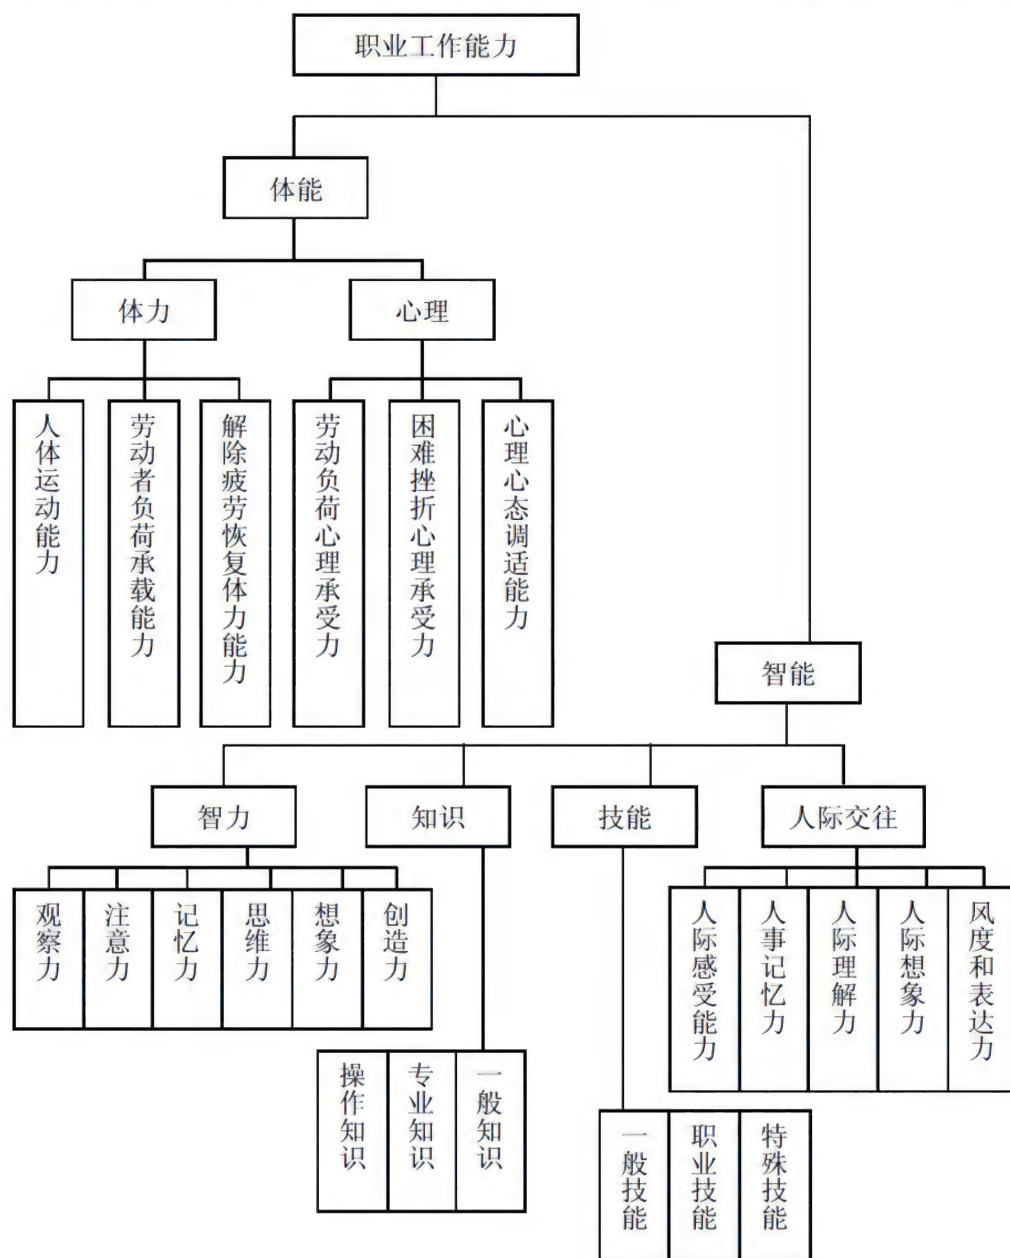 职业工作能力
体能
体力
心理
人体运动能力
劳动者负荷承载能力
解除疲劳恢复体力能力
劳动负荷心理承受力
困难挫折心理承受力
心理心态调适能力
智能
智力
知识
技能
人际交往
观察力
注意力
记忆力
思维力
想象力
创造力
人际感受能力
人事记忆力
人际理解力
人际想象力
风度和表达力
操作知识
专业知识
一般知识
一般技能
职业技能
特殊技能